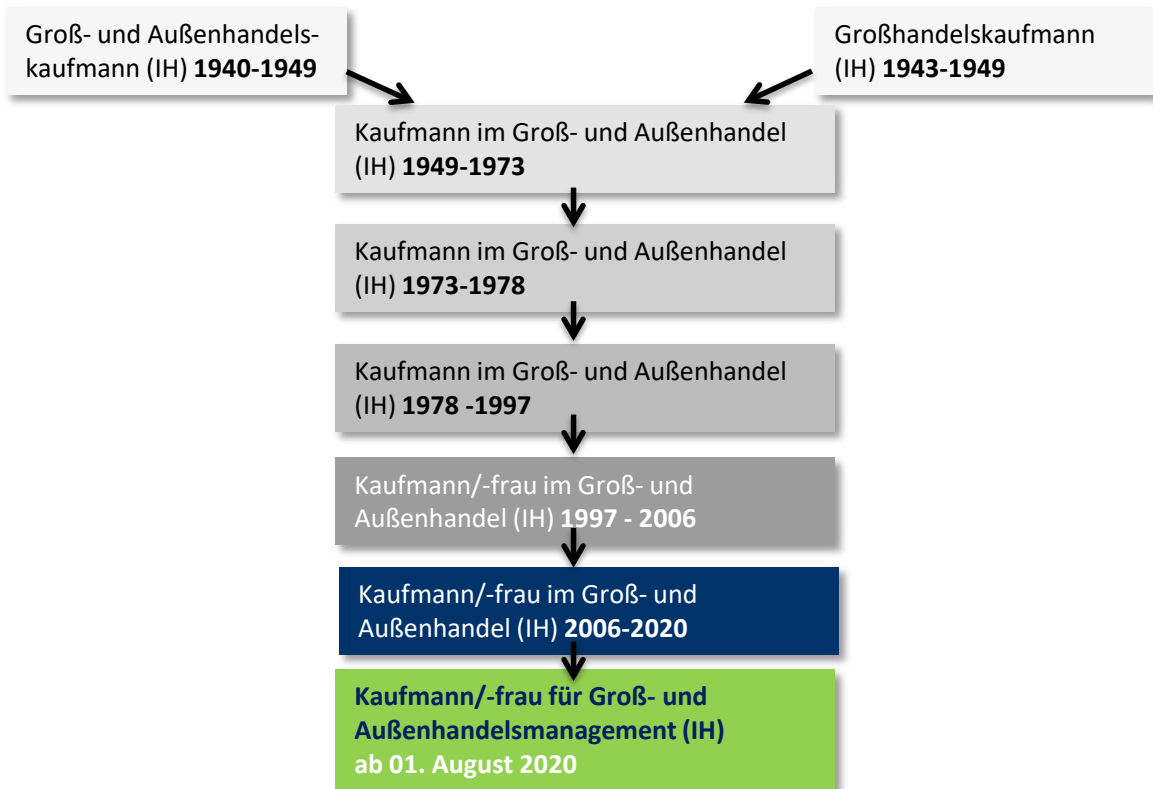 Groß- und Außenhandels-
kaufmann (IH) 1940-1949
Großhandelskaufmann
(IH) 1943-1949
Kaufmann im Groß- und Außenhandel
(IH) 1949-1973
Kaufmann im Groß- und Außenhandel
(IH) 1973-1978
Kaufmann im Groß- und Außenhandel
(IH) 1978 -1997
Kaufmann/-frau im Groß- und
Außenhandel (IH) 1997 - 2006
Kaufmann/-frau im Groß- und
Außenhandel (IH) 2006-2020
Kaufmann/-frau für Groß- und
Außenhandelsmanagement (IH)
ab 01. August 2020